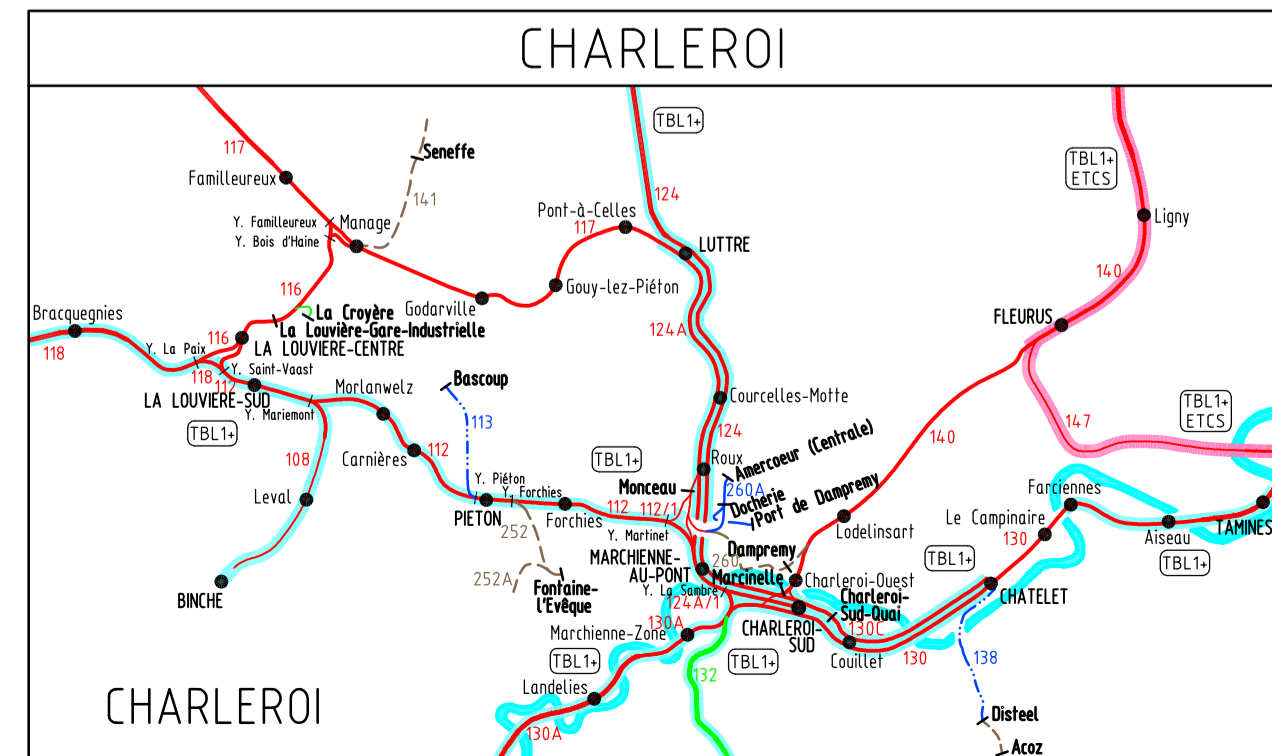 CHARLEROI
TBL1+
117
Seneffe
TBL1+
ETCS
Familleureux
141
124
Pont-à-Celles
Ligny
Y. Familleureux
Manage
117
Y. Bois d'Haine
LUTTRE
140
116
Gouy-lez-Piéton
La Croyère
Godarville
Bracquegnies
La Louvière-Gare-Industrielle
FLEURUS
124A
116
LA LOUVIERE-CENTRE
118
Y. La Paix
118
Y. Saint-Vaast
112
Morlanwelz
Bascoup
LA LOUVIERE-SUD
Courcelles-Motte
Y. Mariemont
113
TBL1+
ETCS
147
TBL1+
124
140
Amercoeur (Centrale)
108
Carnières
112
TBL1+
Roux
Y. Piéton
Monceau
260A
Port de Dampremy
Leval
Y. Forchies
Docherie
Farciennes
PIETON
Forchies
112
112/1
Le Campinaire
252
Y. Martinet
Lodelinsart
130
Aiseau
TAMINES
MARCHIENNE-
AU-PONT
260
Dampremy
TBL1+
TBL1+
252A
Marcinelle
Charleroi-Ouest
Fontaine-
l'Evêque
Y. La Sambre
CHATELET
BINCHE
124A/1
Charleroi-
Sud-Quai
130A
CHARLEROI-
SUD
130C
Marchienne-Zone
Couillet
130
138
TBL1+
TBL1+
132
Landelies
CHARLEROI
130A
Disteel
Acoz